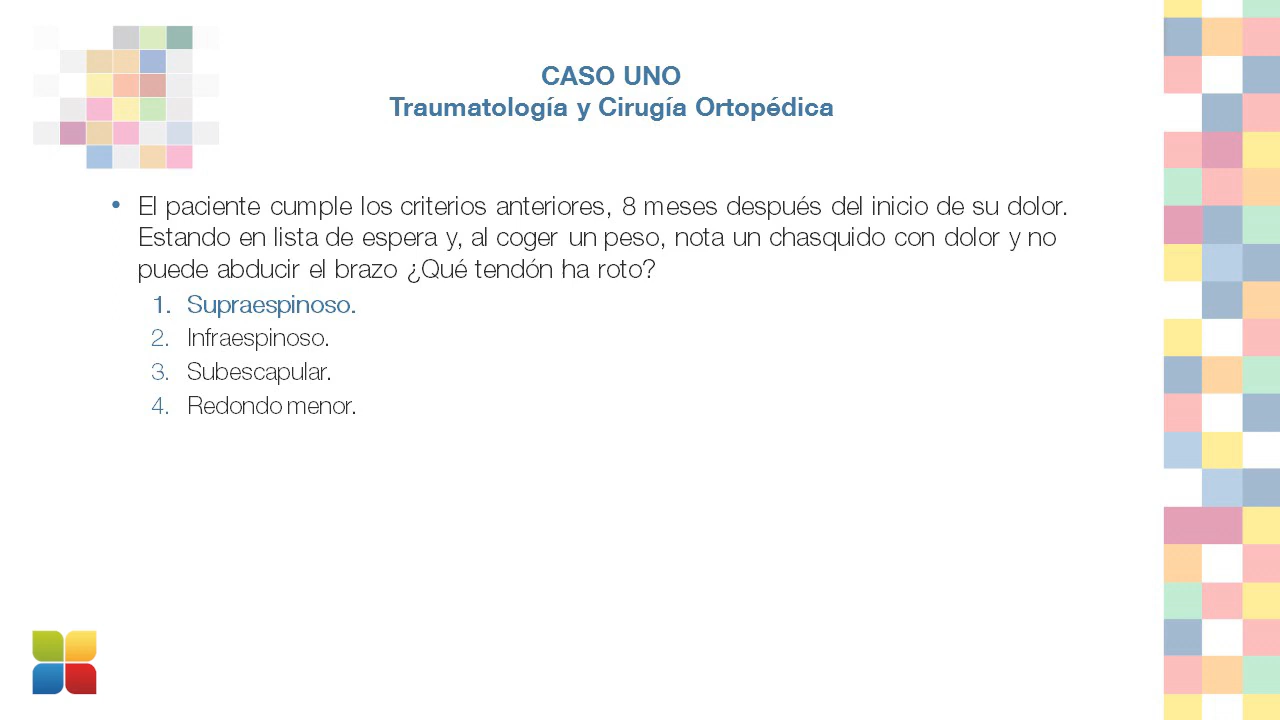 CASO UNO
Traumatología y Cirugía Ortopédica
• El paciente cumple los criterios anteriores, 8 meses después del inicio de su dolor.
Estando en lista de espera y, al coger un peso, nota un chasquido con dolor y no
puede abducir el brazo ¿Qué tendón ha roto?
1. Supraespinoso.
2. Infraespinoso.
3. Subescapular.
4. Redondo menor.